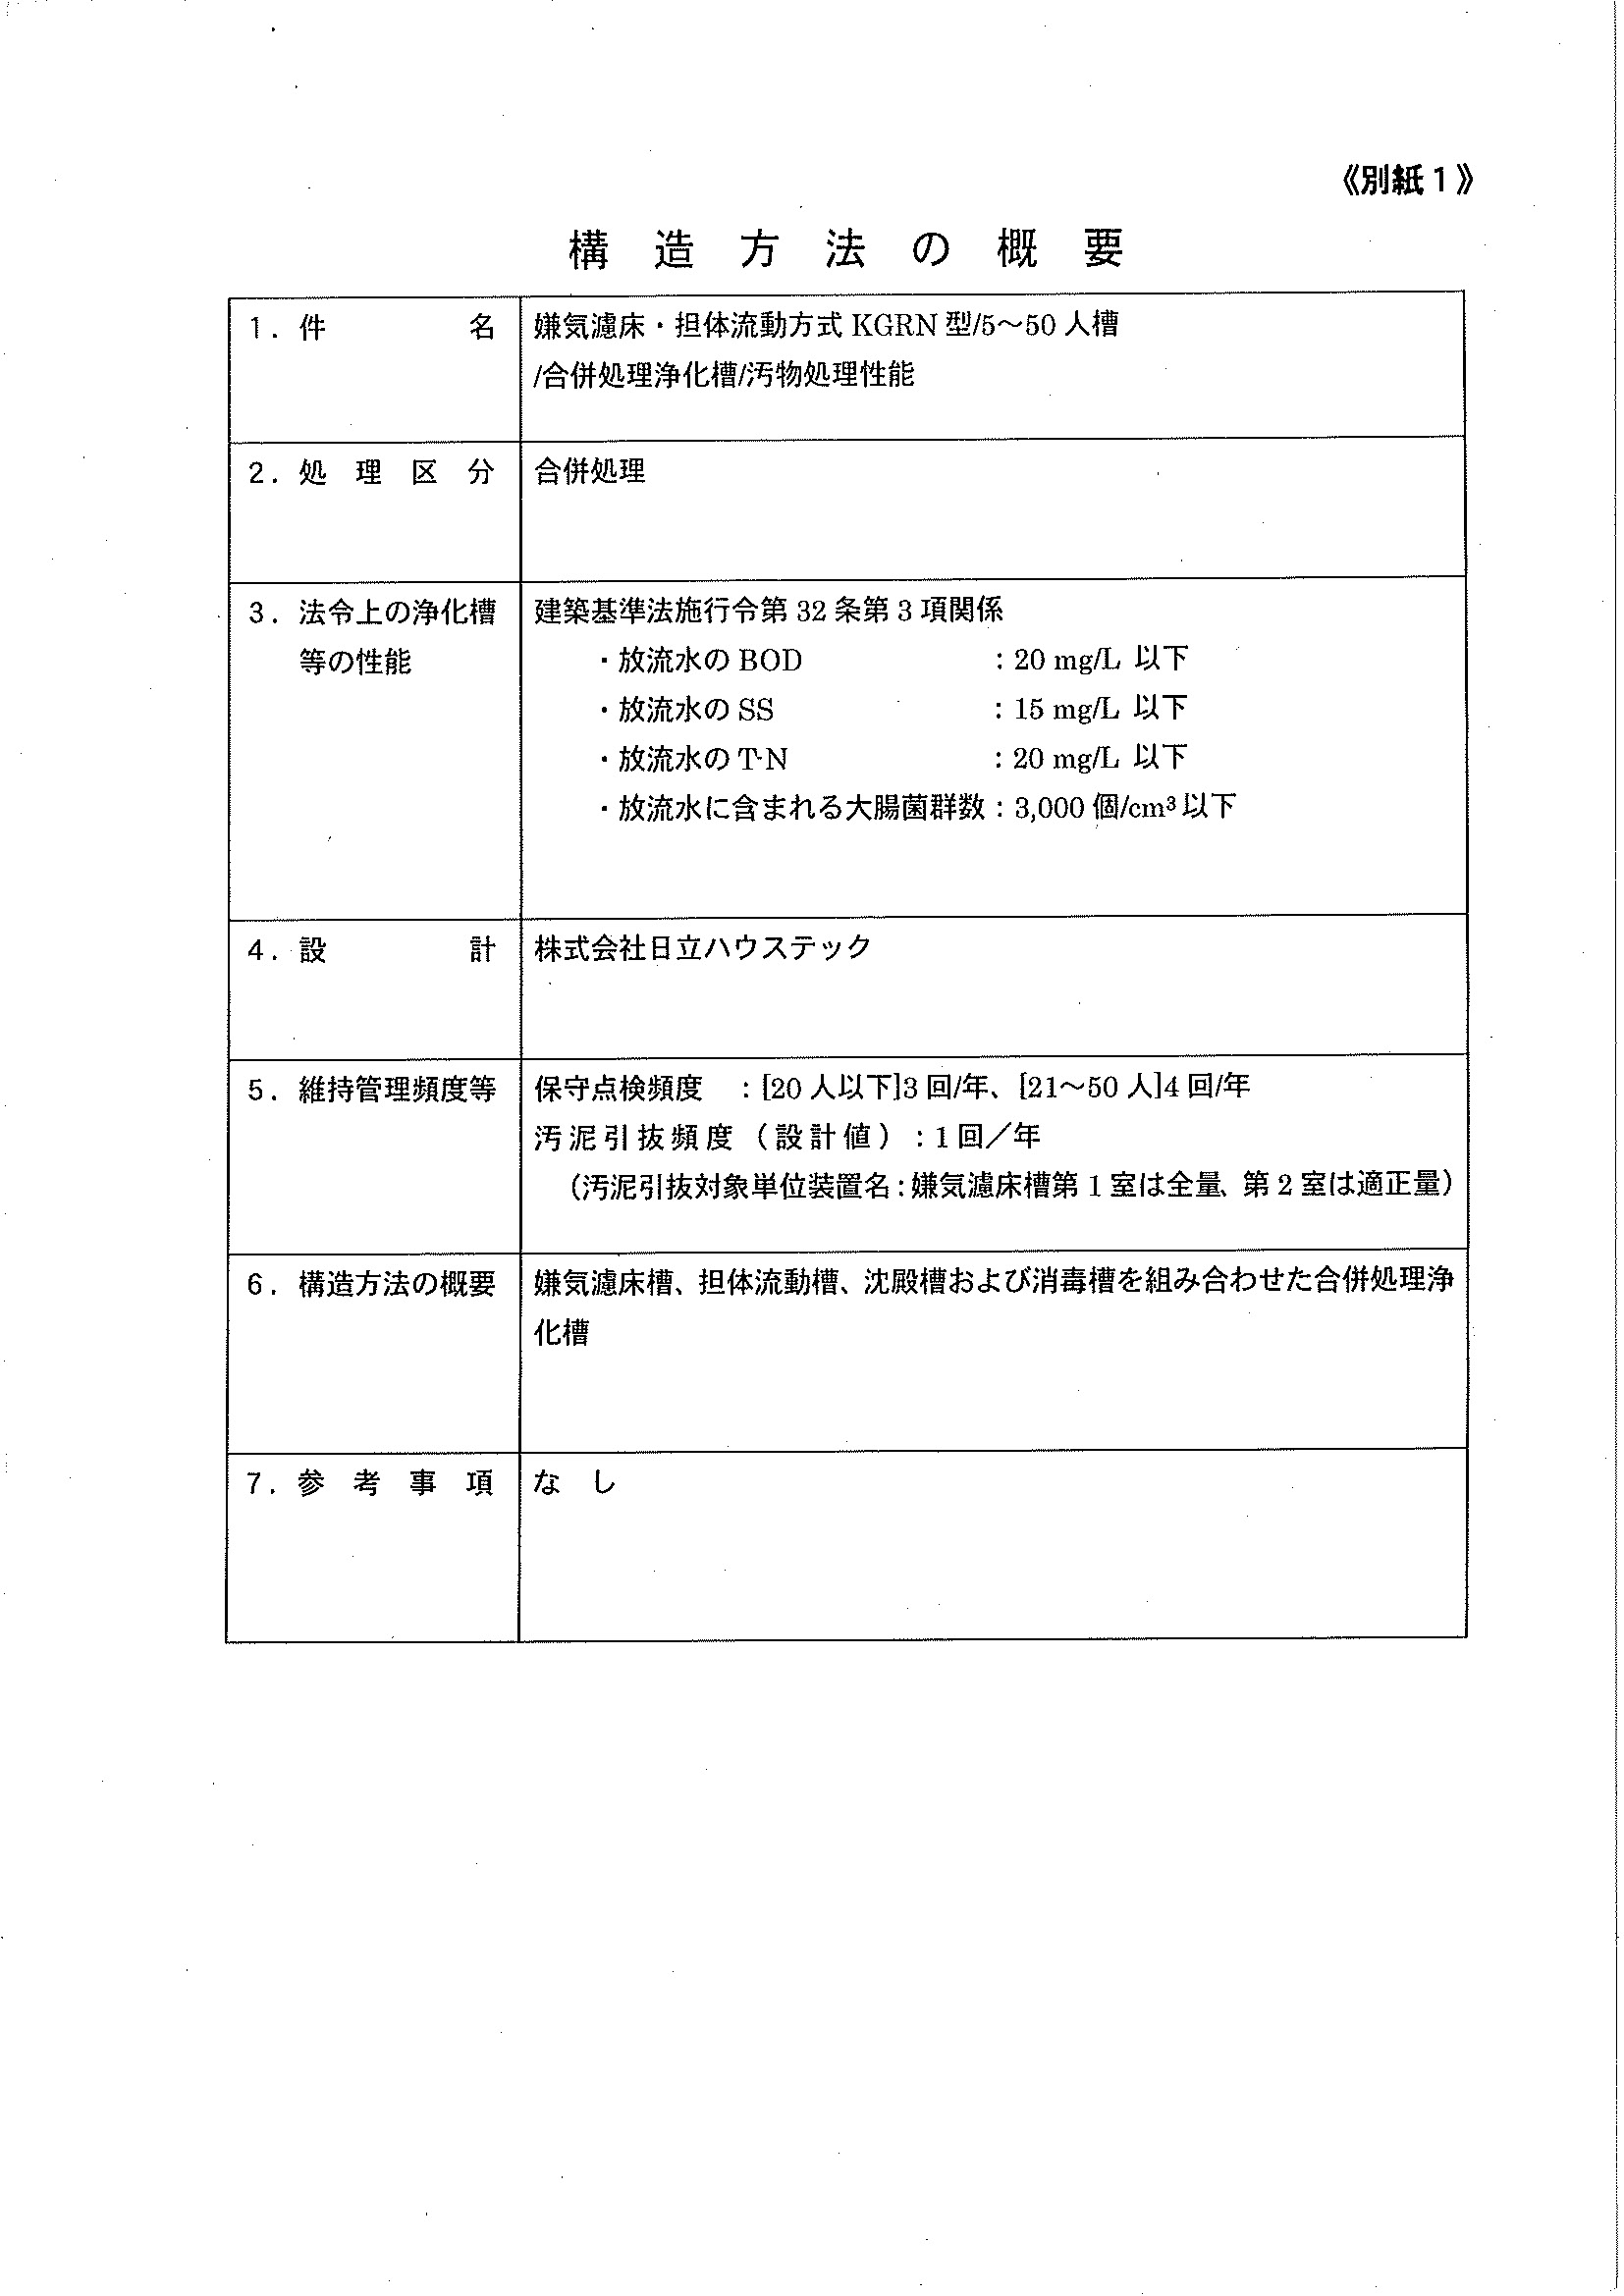 《別紙1》
構造方法の概要
1. 件名 嫌気濾床・担体流動方式 KGRN 型/5～50 人槽
/合併処理浄化槽/汚物処理性能
2. 処理区分 合併処理
3. 法令上の浄化槽 建築基準法施行令第 32 条第 3 項関係
等の性能 ・放流水の BOD : 20 mg/L 以下
・放流水の SS : 15 mg/L 以下
・放流水の T-N : 20 mg/L 以下
・放流水に含まれる大腸菌群数 : 3,000 個/cm³以下
4. 設計 株式会社日立ハウステック
5. 維持管理頻度等 保守点検頻度 : [20 人以下]3 回/年、[21～50 人]4 回/年
汚泥引抜頻度（設計値）: 1 回／年
（汚泥引抜対象単位装置名:嫌気濾床槽第 1 室は全量、第 2 室は適正量）
6. 構造方法の概要 嫌気濾床槽、担体流動槽、沈殿槽および消毒槽を組み合わせた合併処理浄
化槽
7. 参考事項 なし